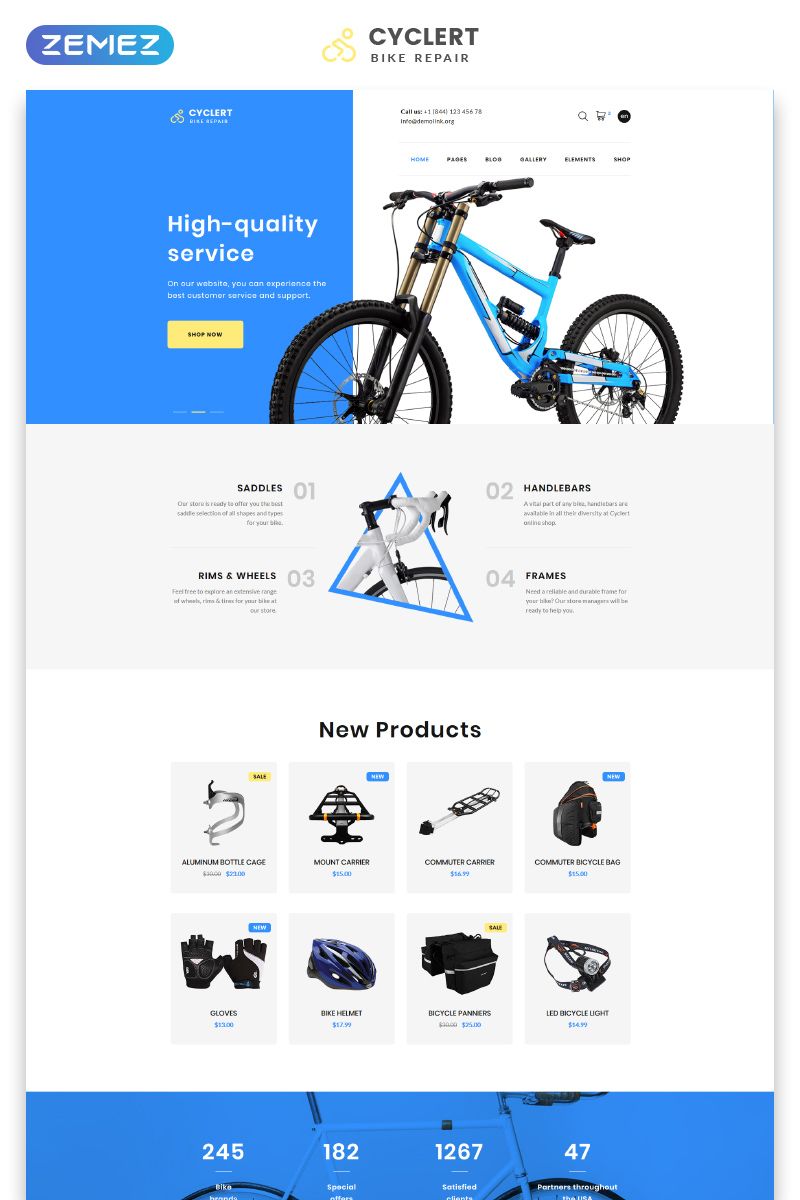 ZEMEZ
CYCLERT
BIKE REPAIR
CYCLERT
BIKE REPAIR
Call us: +1 (844) 123 456 78
info@demolink.org
2
en
HOME PAGES BLOG GALLERY ELEMENTS SHOP
High-quality
service
On our website, you can experience the
best customer service and support.
SHOP NOW
SADDLES 01
Our store is ready to offer you the best
saddle selection of all shapes and types
for your bike.
02 HANDLEBARS
A vital part of any bike, handlebars are
available in all their diversity at Cyclert
online shop.
RIMS & WHEELS 03
Feel free to explore an extensive range
of wheels, rims & tires for your bike at
our store.
04 FRAMES
Need a reliable and durable frame for
your bike? Our store managers will be
ready to help you.
New Products
SALE
ALUMINUM BOTTLE CAGE
$30.00 $23.00
NEW
MOUNT CARRIER
$15.00
COMMUTER CARRIER
$16.99
NEW
COMMUTER BICYCLE BAG
$15.00
NEW
GLOVES
$13.00
BIKE HELMET
$17.99
SALE
BICYCLE PANNIERS
$30.00 $25.00
LED BICYCLE LIGHT
$14.99
245
Bike
brands
182
Special
offers
1267
Satisfied
clients
47
Partners throughout
the USA